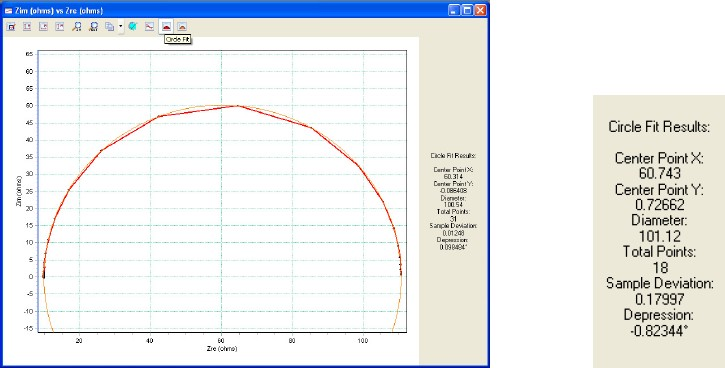 Zim (ohms) vs Zre (ohms)
Circle Fit
65
60
55
50
45
40
35
30
25
20
15
10
5
0
-5
-10
-15
Zim (ohms)
20
40
60
80
100
Zre (ohms)
Circle Fit Results:
Center Point X:
60.314
Center Point Y:
-0.086408
Diameter:
100.54
Total Points:
31
Sample Deviation:
0.01248
Depression:
0.098484°
Circle Fit Results:
Center Point X:
60.743
Center Point Y:
0.72662
Diameter:
101.12
Total Points:
18
Sample Deviation:
0.17997
Depression:
-0.82344°